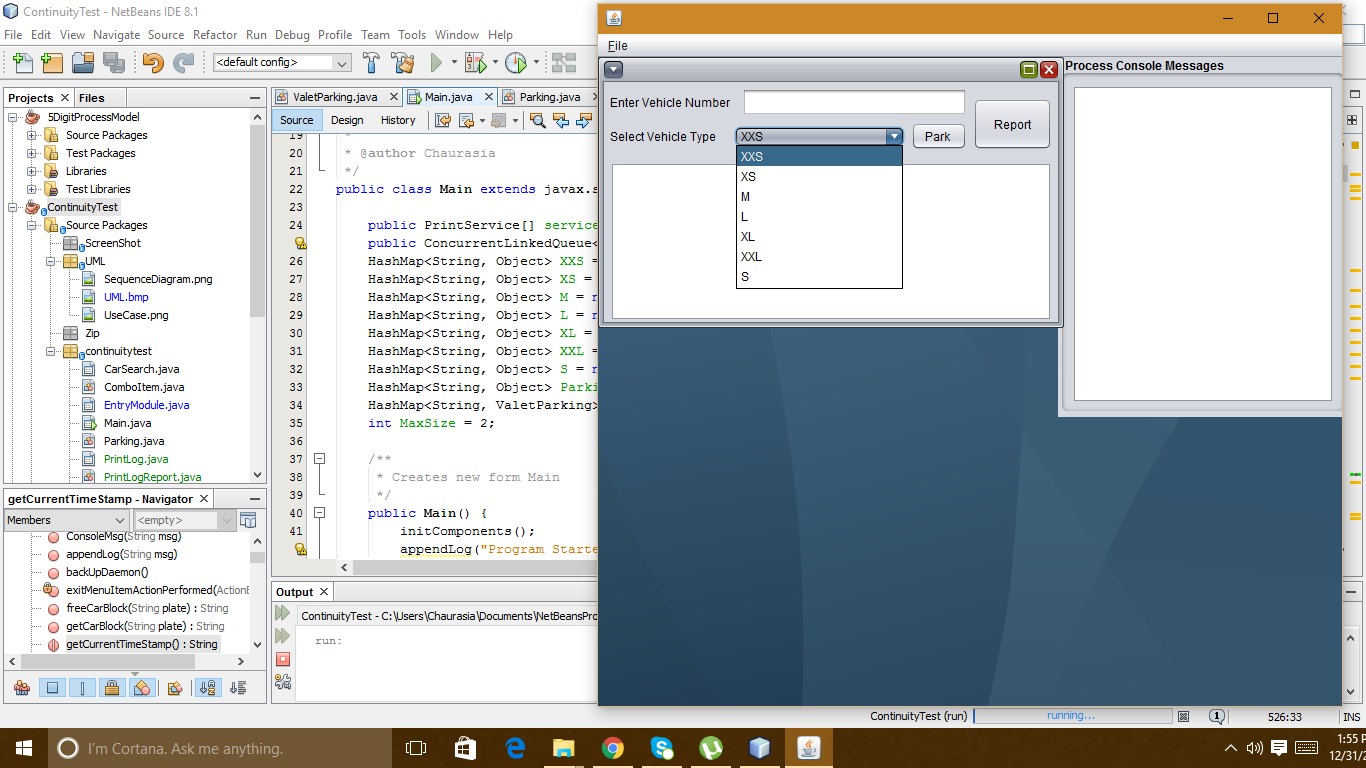 ContinuityTest - NetBeans IDE 8.1
File Edit View Navigate Source Refactor Run Debug Profile Team Tools Window Help
<default config>
Projects Files
5DigitProcessModel
Source Packages
Test Packages
Libraries
Test Libraries
ContinuityTest
Source Packages
ScreenShot
UML
SequenceDiagram.png
UML.bmp
UseCase.png
Zip
continuitytest
CarSearch.java
ComboItem.java
EntryModule.java
Main.java
Parking.java
PrintLog.java
PrintLogReport.java
getCurrentTimeStamp - Navigator
Members <empty>
ConsoleMsg(String msg)
appendLog(String msg)
backUpDaemon()
exitMenuItemActionPerformed(ActionE
freeCarBlock(String plate) : String
getCarBlock(String plate) : String
getCurrentTimeStamp() : String
ValetParking.java Main.java Parking.java
Source Design History
19 *
20 * @author Chaurasia
21 */
22 public class Main extends javax.s
23
24 public PrintService[] service
public ConcurrentLinkedQueue<
26 HashMap<String, Object> XXS =
27 HashMap<String, Object> XS =
28 HashMap<String, Object> M = n
29 HashMap<String, Object> L = n
30 HashMap<String, Object> XL =
31 HashMap<String, Object> XXL =
32 HashMap<String, Object> S = n
33 HashMap<String, Object> Parki
34 HashMap<String, ValetParking>
35 int MaxSize = 2;
36
37 /**
38 * Creates new form Main
39 */
40 public Main() {
41 initComponents();
appendLog("Program Starte
Output
ContinuityTest - C:\Users\Chaurasia\Documents\NetBeansPro
run:
File
Enter Vehicle Number
Select Vehicle Type XXS Park
Report
XXS
XS
M
L
XL
XXL
S
Process Console Messages
ContinuityTest (run) running... 1 526:33 INS
I'm Cortana. Ask me anything.
1:55 P
12/31/2